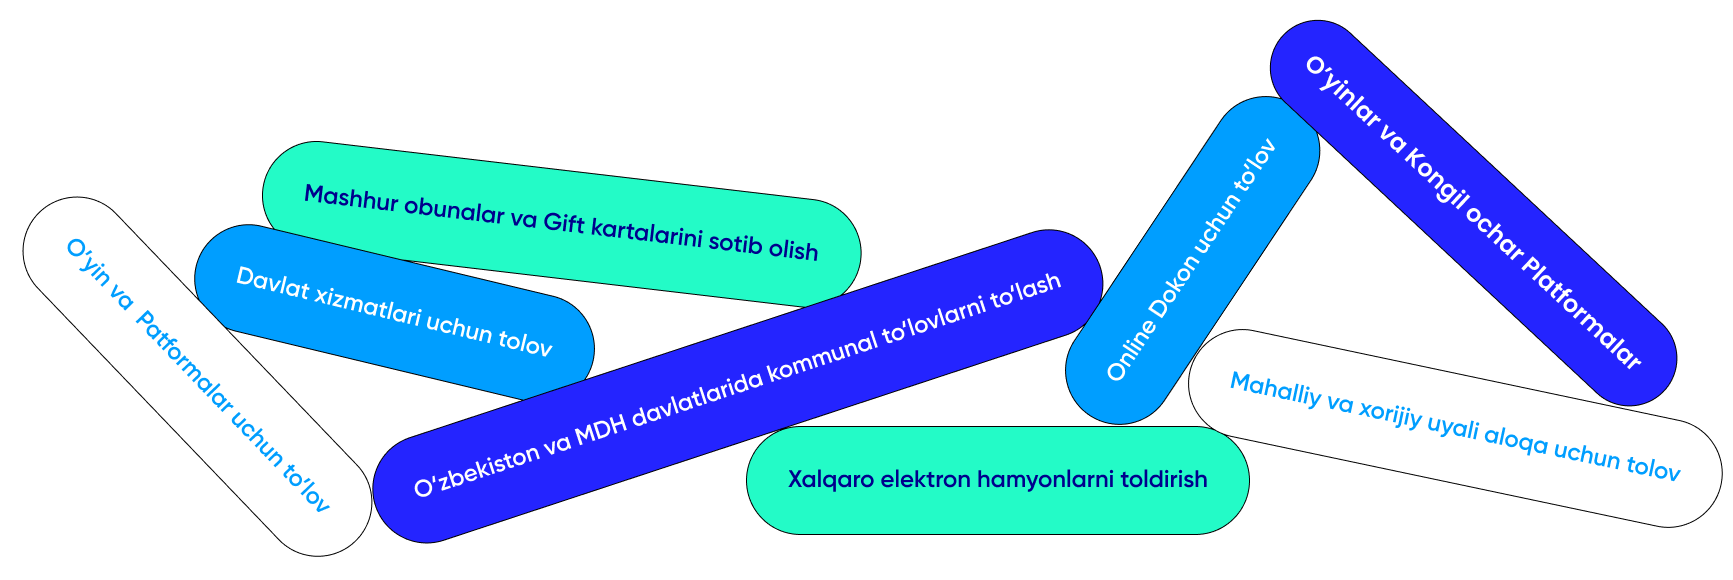 O‘yin va Patformalar uchun to‘lov
Mashhur obunalar va Gift kartalarini sotib olish
Davlat xizmatlari uchun tolov
O‘zbekiston va MDH davlatlarida kommunal to‘lovlarni to‘lash
Xalqaro elektron hamyonlarni toldirish
Online Dokon uchun to‘lov
O‘yinlar va Kongil ochar Platformalar
Mahalliy va xorijiy uyali aloqa uchun tolov